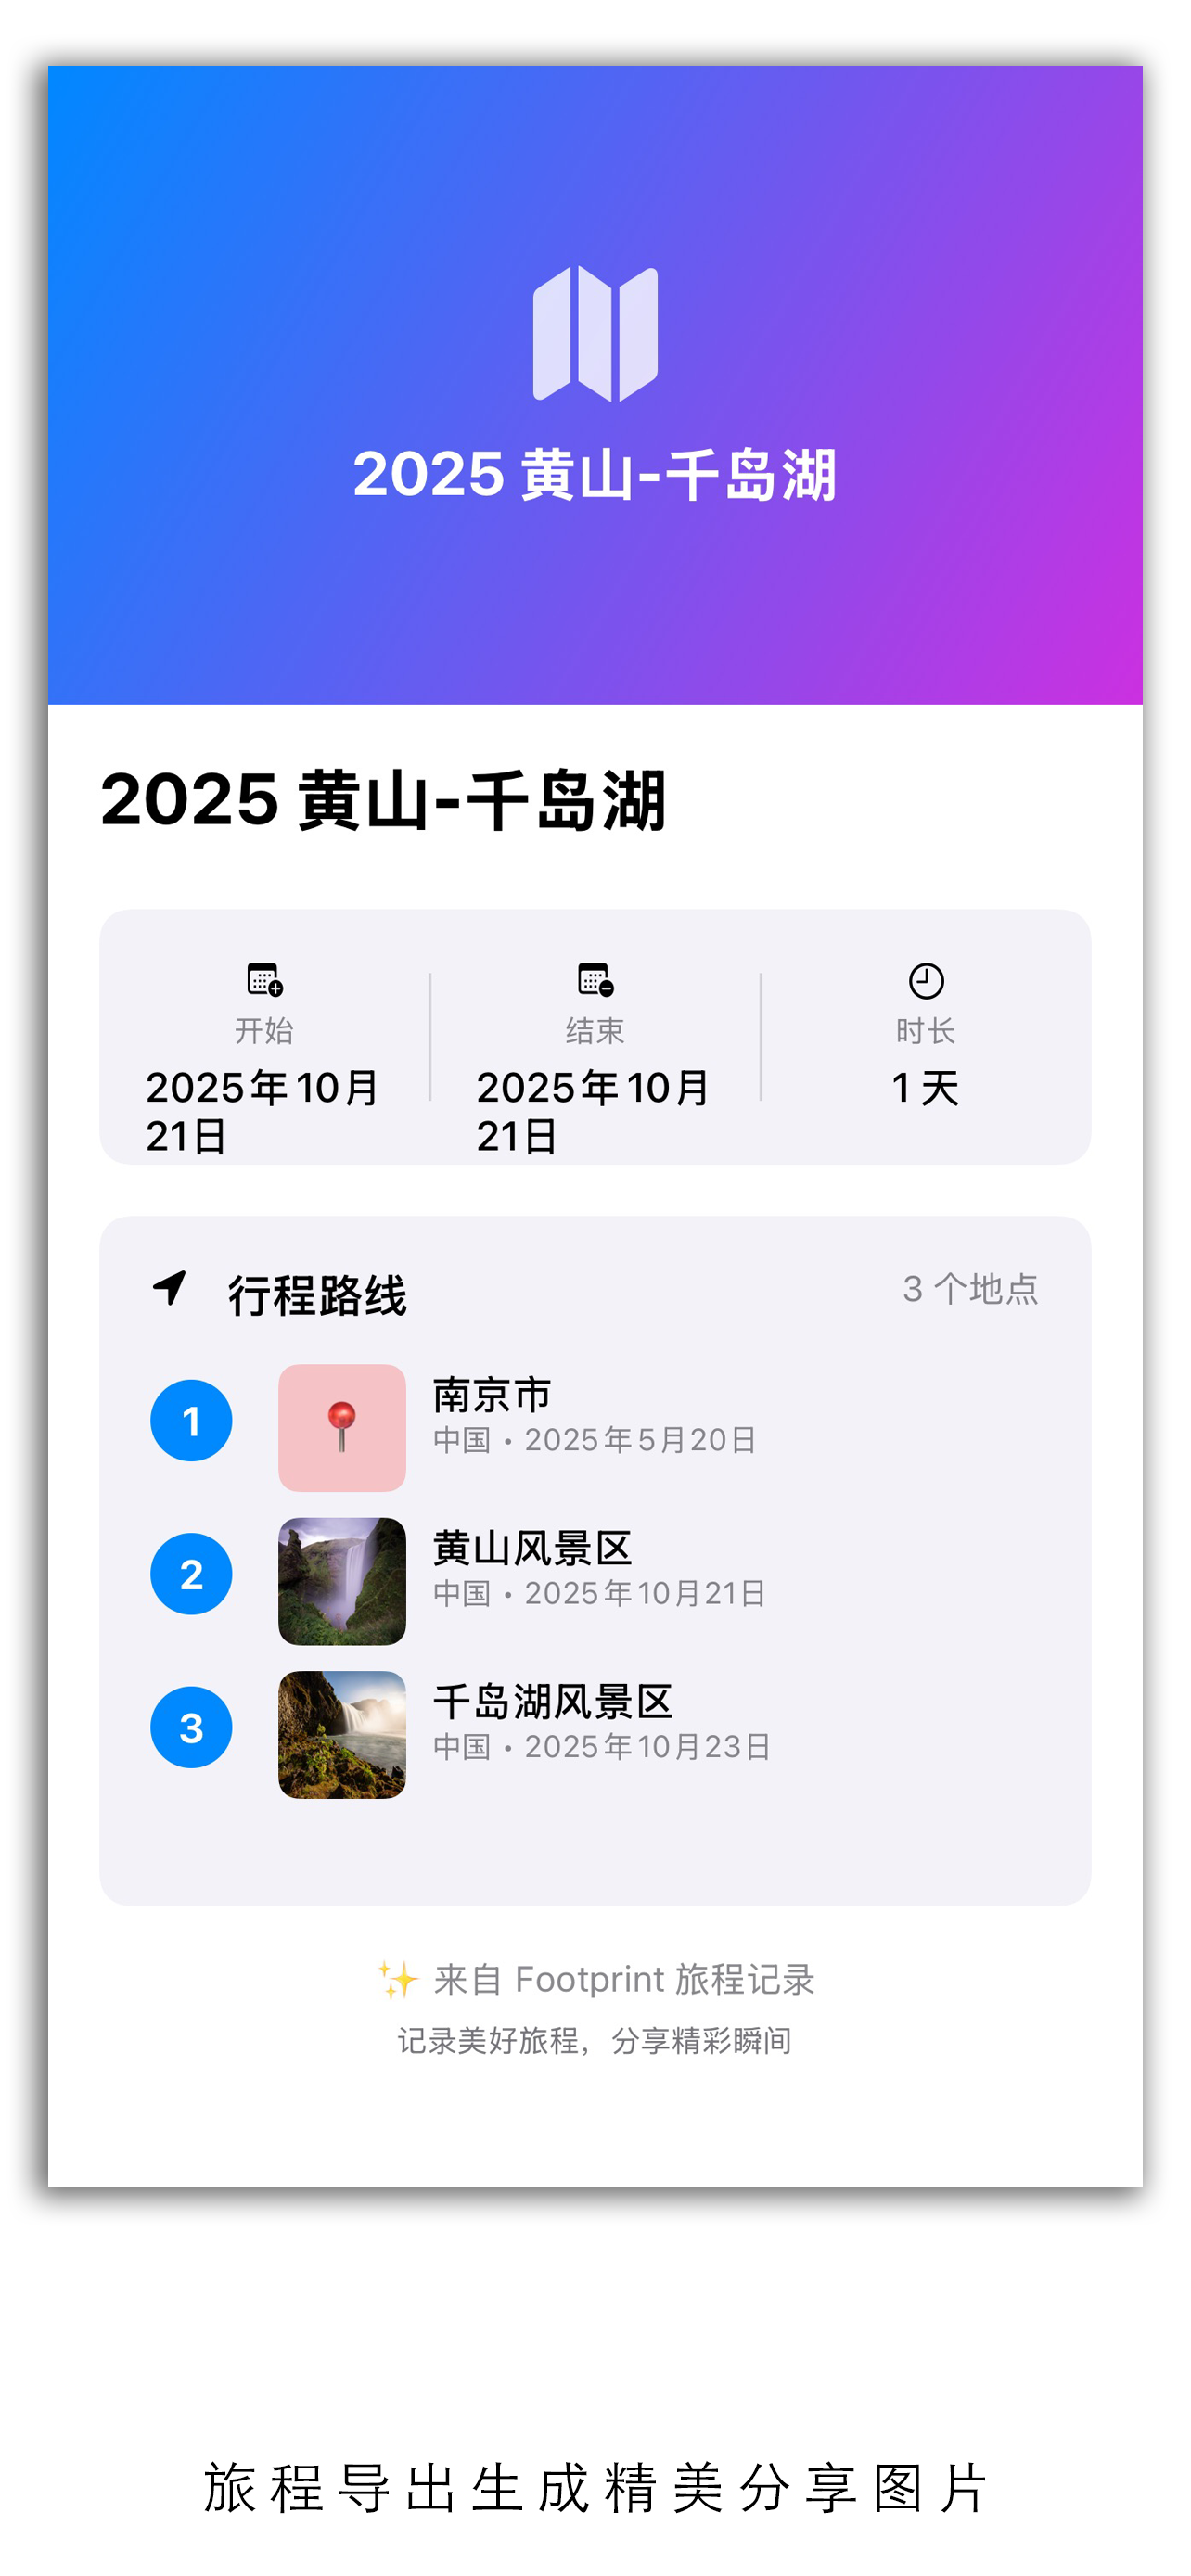 2025 黄山-千岛湖
2025 黄山-千岛湖
开始
2025年10月
21日
结束
2025年10月
21日
时长
1 天
行程路线
3 个地点
1
南京市
中国 • 2025年5月20日
2
黄山风景区
中国 • 2025年10月21日
3
千岛湖风景区
中国 • 2025年10月23日
✨ 来自 Footprint 旅程记录
记录美好旅程，分享精彩瞬间
旅程导出生成精美分享图片